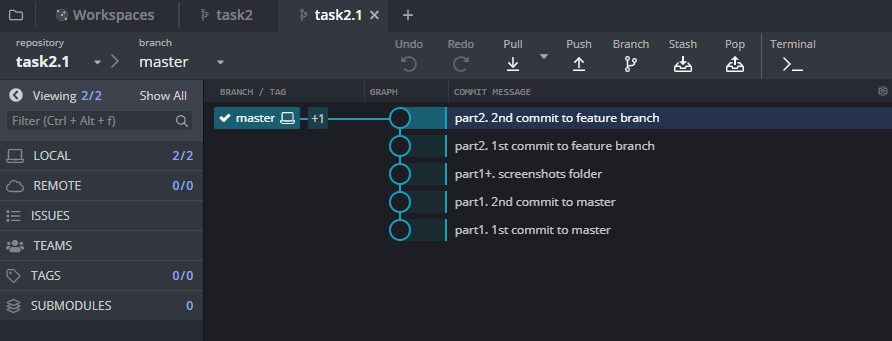 Workspaces task2 task2.1
repository branch Undo Redo Pull Push Branch Stash Pop Terminal
task2.1 master
Viewing 2/2 Show All
Filter (Ctrl + Alt + f)
LOCAL 2/2
REMOTE 0/0
ISSUES
TEAMS
TAGS 0/0
SUBMODULES 0
BRANCH / TAG GRAPH COMMIT MESSAGE
master +1 part2. 2nd commit to feature branch
part2. 1st commit to feature branch
part1+. screenshots folder
part1. 2nd commit to master
part1. 1st commit to master